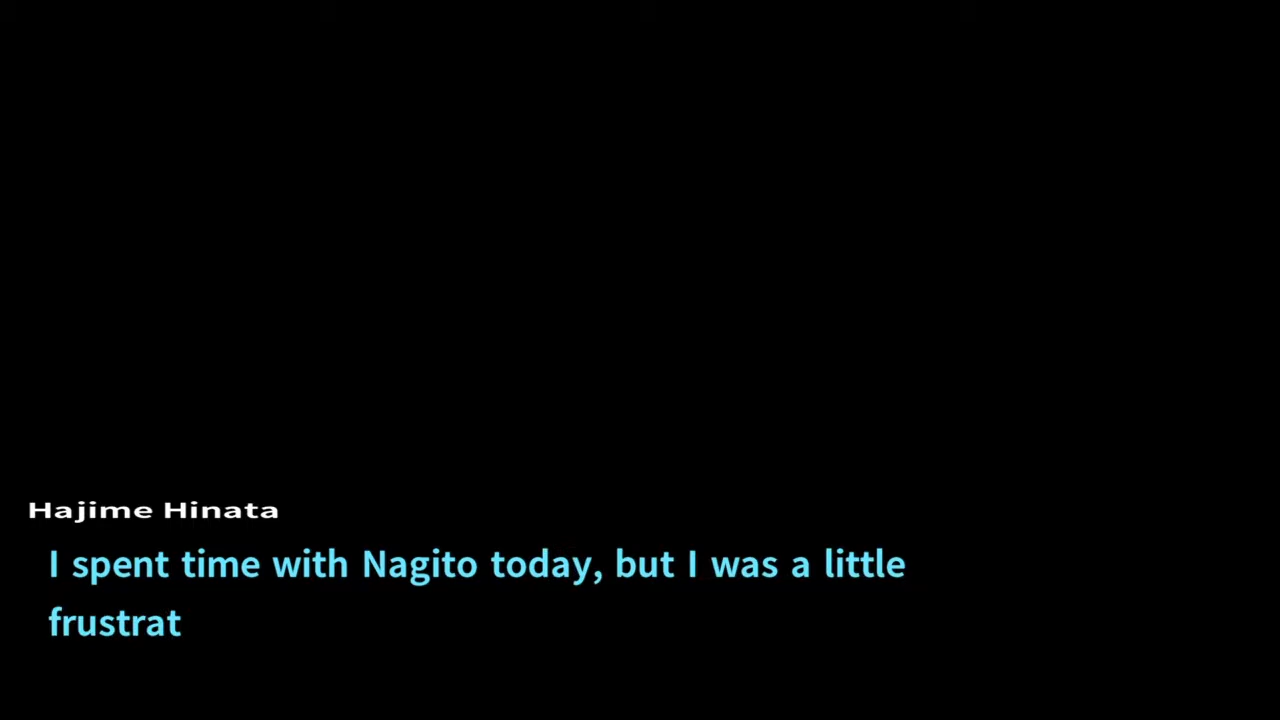 Hajime Hinata
I spent time with Nagito today, but I was a little
frustrat